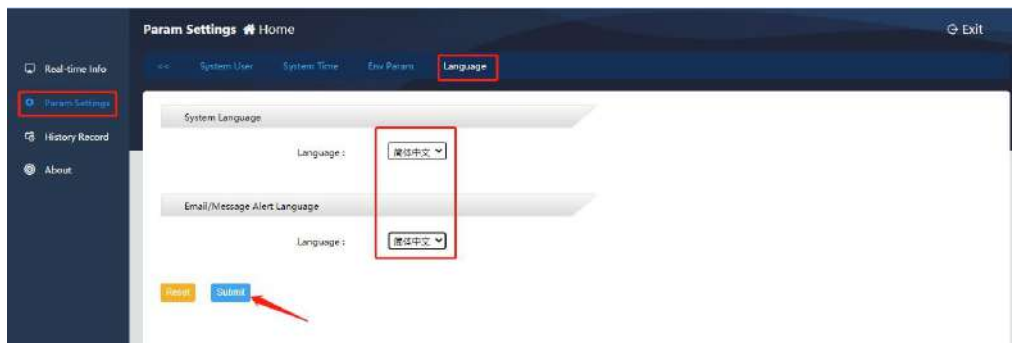 Param Settings Home
Exit
Real-time Info
Param Settings
History Record
About
<< System User System Time Env Param Language
System Language
Language : 简体中文
Email/Message Alert Language
Language : 简体中文
Reset Submit